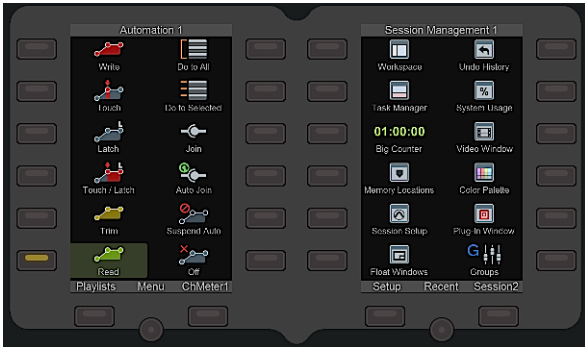 Automation 1
Write
Do to All
Touch
Do to Selected
L
Latch
Join
L
Touch / Latch
Auto Join
Trim
Suspend Auto
Read
Off
Playlists Menu ChMeter1
Session Management 1
Workspace
Undo History
%
Task Manager
System Usage
01:00:00
Big Counter
Video Window
Memory Locations
Color Palette
Session Setup
Plug-In Window
G
Float Windows
Groups
Setup Recent Session2